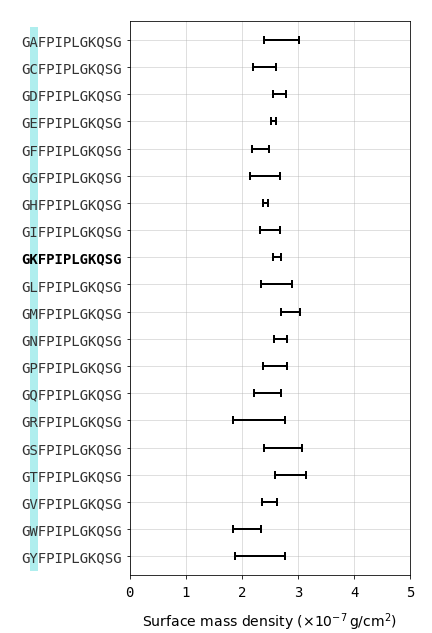 GAFPIPLGKQSG
GCFPIPLGKQSG
GDFPIPLGKQSG
GEFPIPLGKQSG
GFFPIPLGKQSG
GGFPIPLGKQSG
GHFPIPLGKQSG
GIFPIPLGKQSG
GKFPIPLGKQSG
GLFPIPLGKQSG
GMFPIPLGKQSG
GNFPIPLGKQSG
GPFPIPLGKQSG
GQFPIPLGKQSG
GRFPIPLGKQSG
GSFPIPLGKQSG
GTFPIPLGKQSG
GVFPIPLGKQSG
GWFPIPLGKQSG
GYFPIPLGKQSG
0 1 2 3 4 5
Surface mass density (×10⁻⁷ g/cm²)